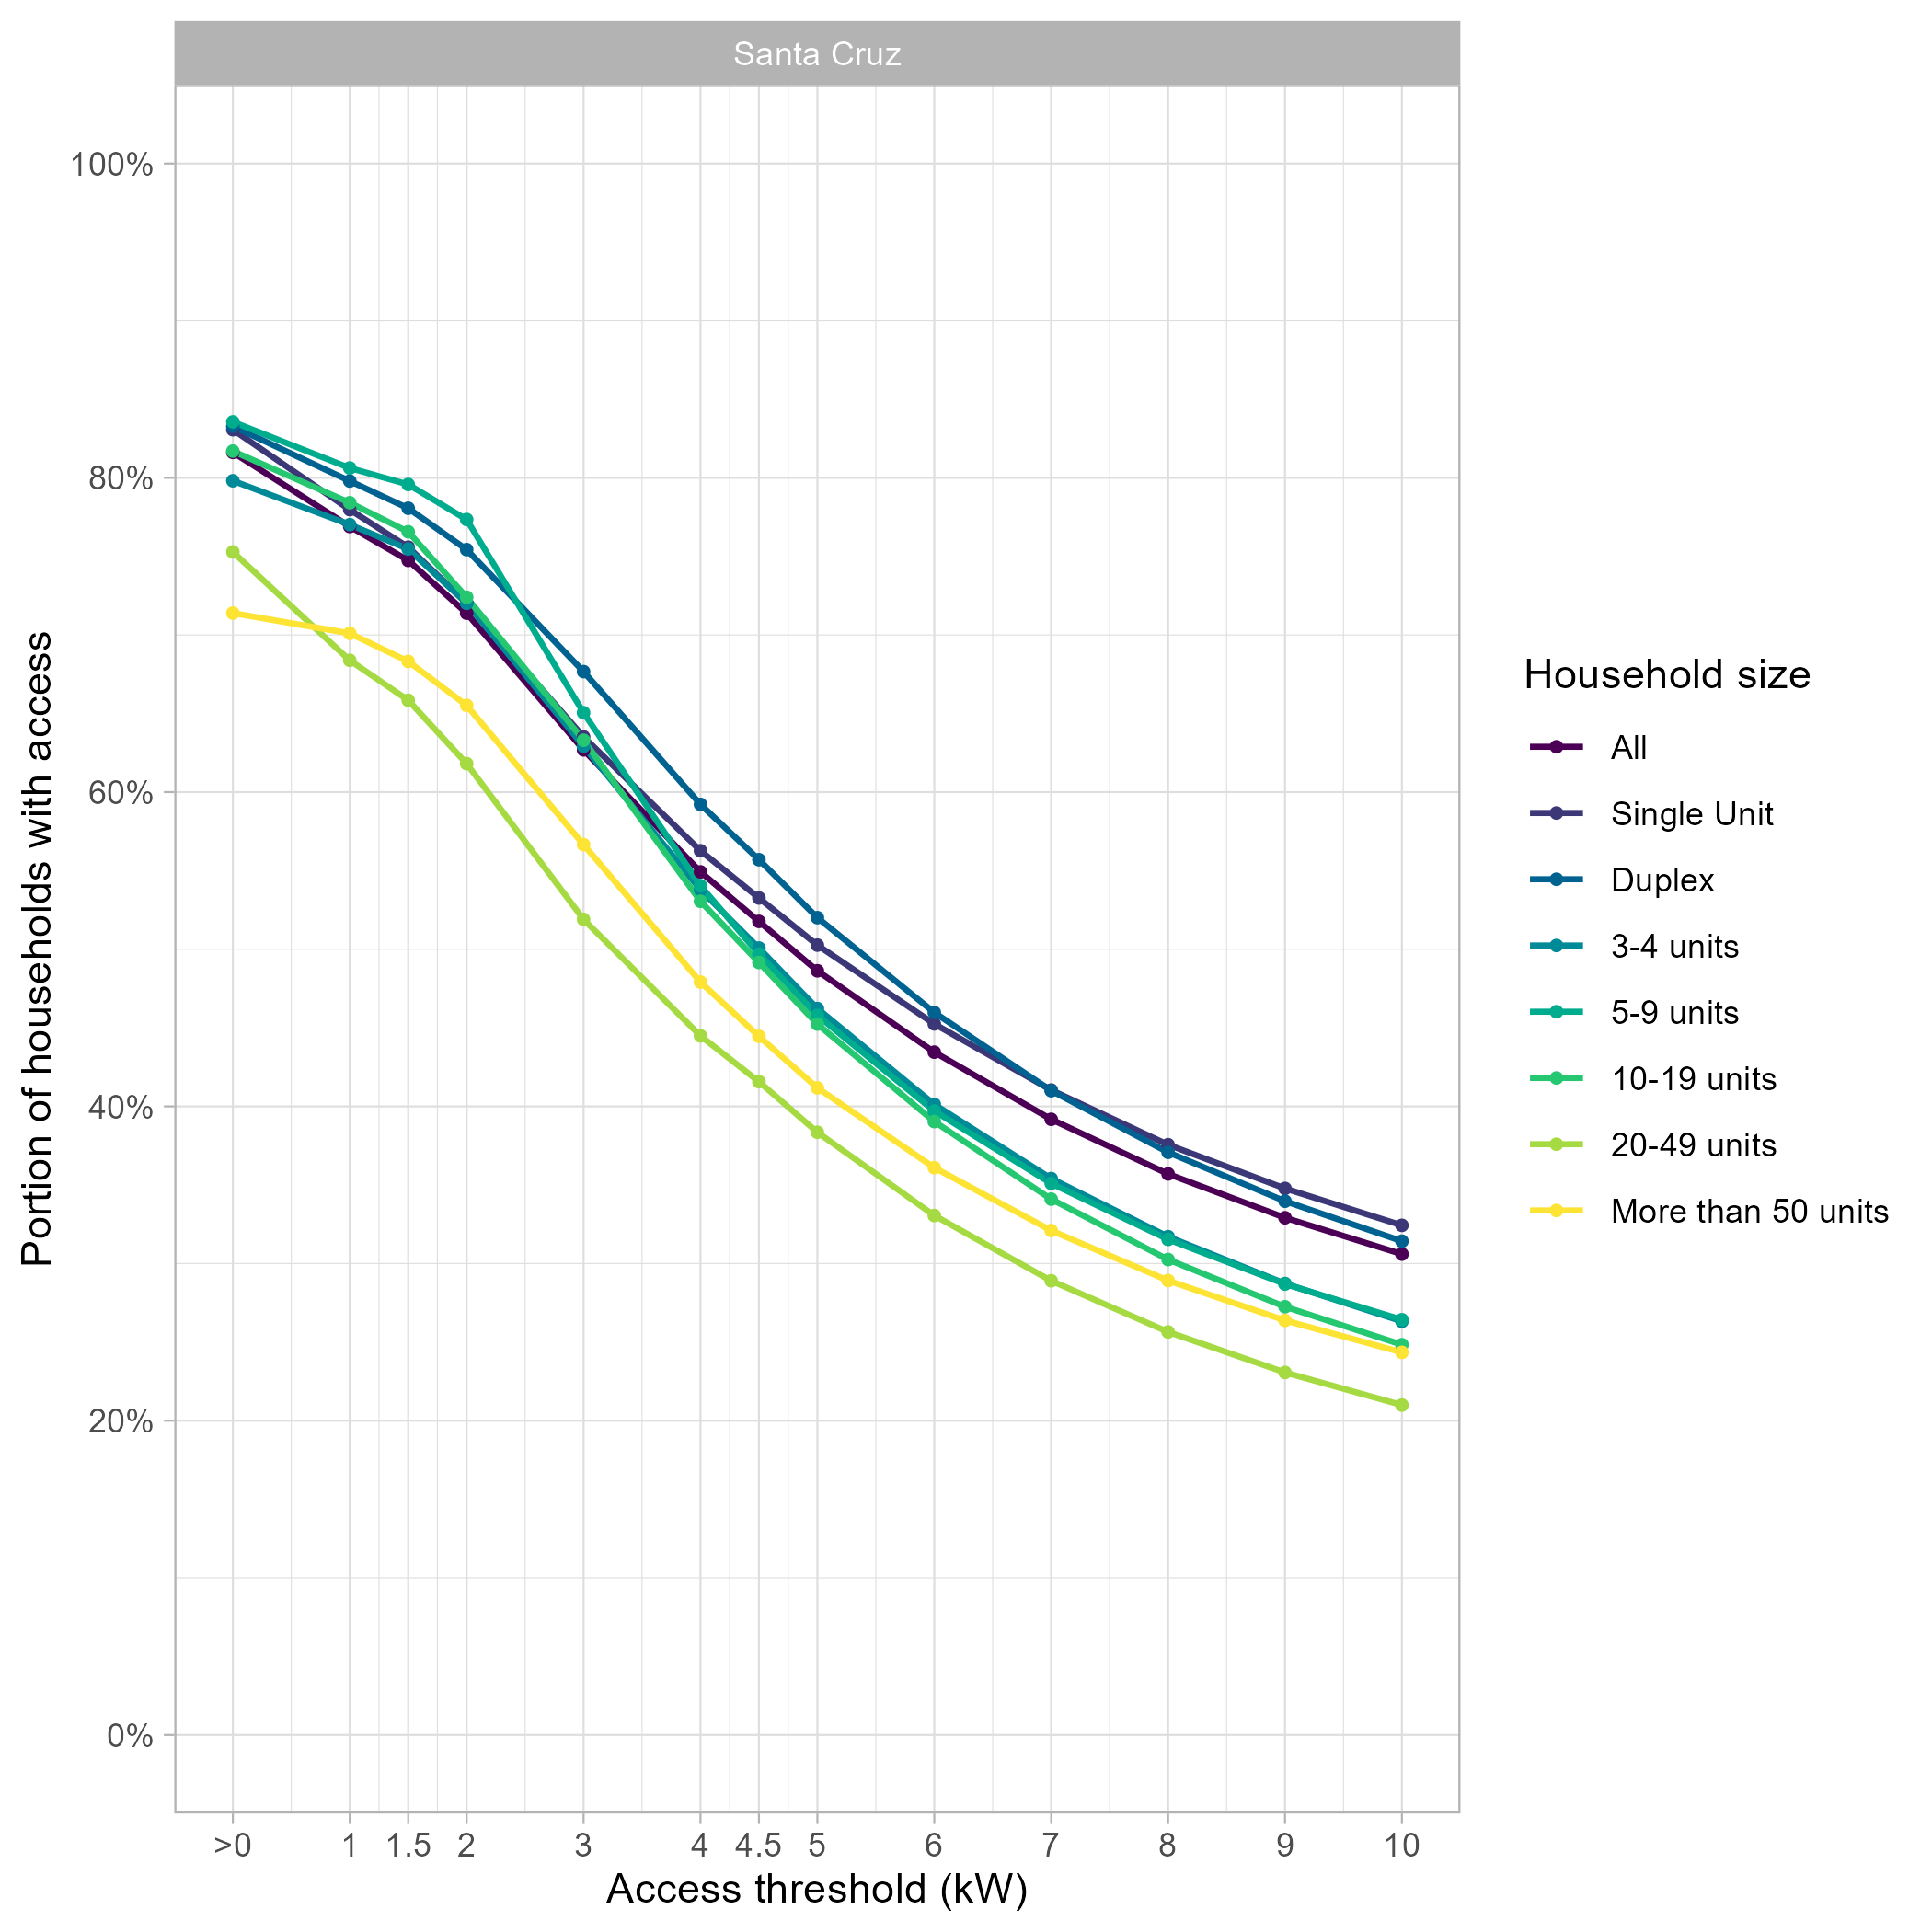 Santa Cruz
100%
80%
60%
40%
20%
0%
Portion of households with access
>0 1 1.5 2 3 4 4.5 5 6 7 8 9 10
Access threshold (kW)
Household size
All
Single Unit
Duplex
3-4 units
5-9 units
10-19 units
20-49 units
More than 50 units